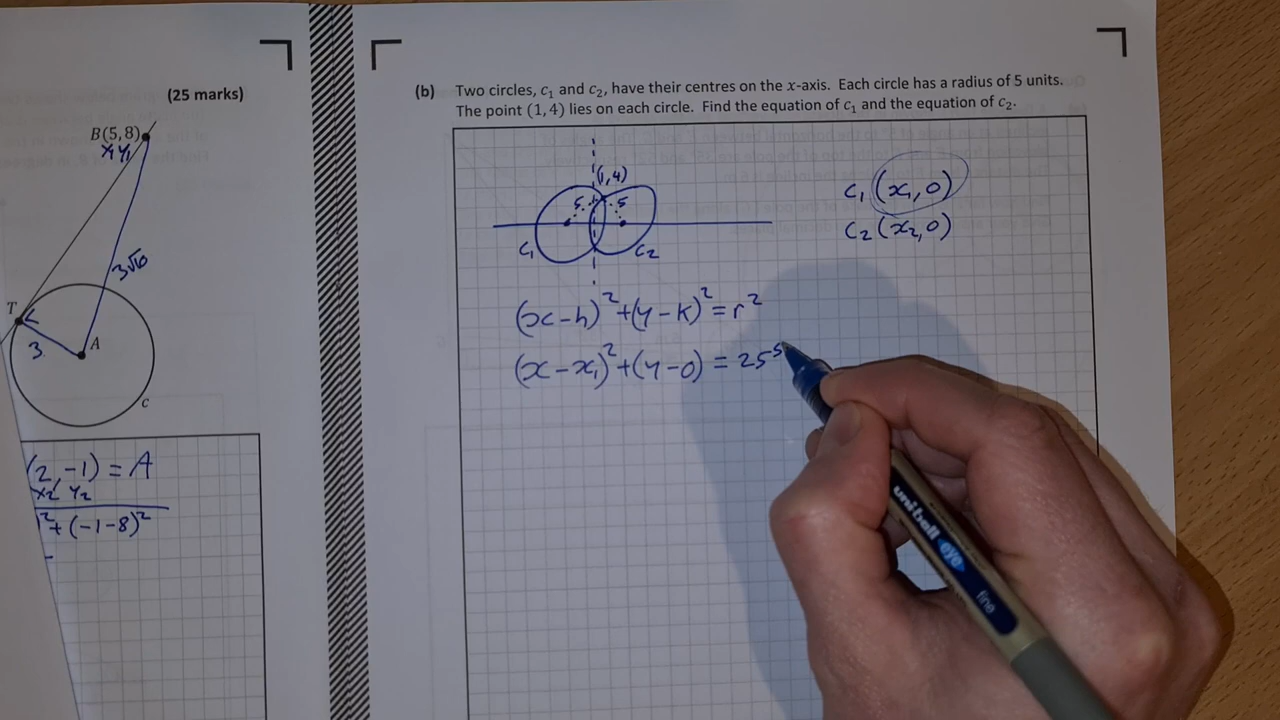 (25 marks)
B(5,8)
x₁ y₁
3√10
T
3
A
c
(2,-1) = A
x₂ y₂
)²+(-1-8)²
(b) Two circles, c₁ and c₂, have their centres on the x-axis. Each circle has a radius of 5 units.
The point (1, 4) lies on each circle. Find the equation of c₁ and the equation of c₂.
(1,4)
5 5
C₁ C₂
C₁ (x₁,0)
C₂ (x₂,0)
(x-h)²+(y-k)²=r²
(x-x₁)²+(y-0) = 25⁵
uniball eye
fine